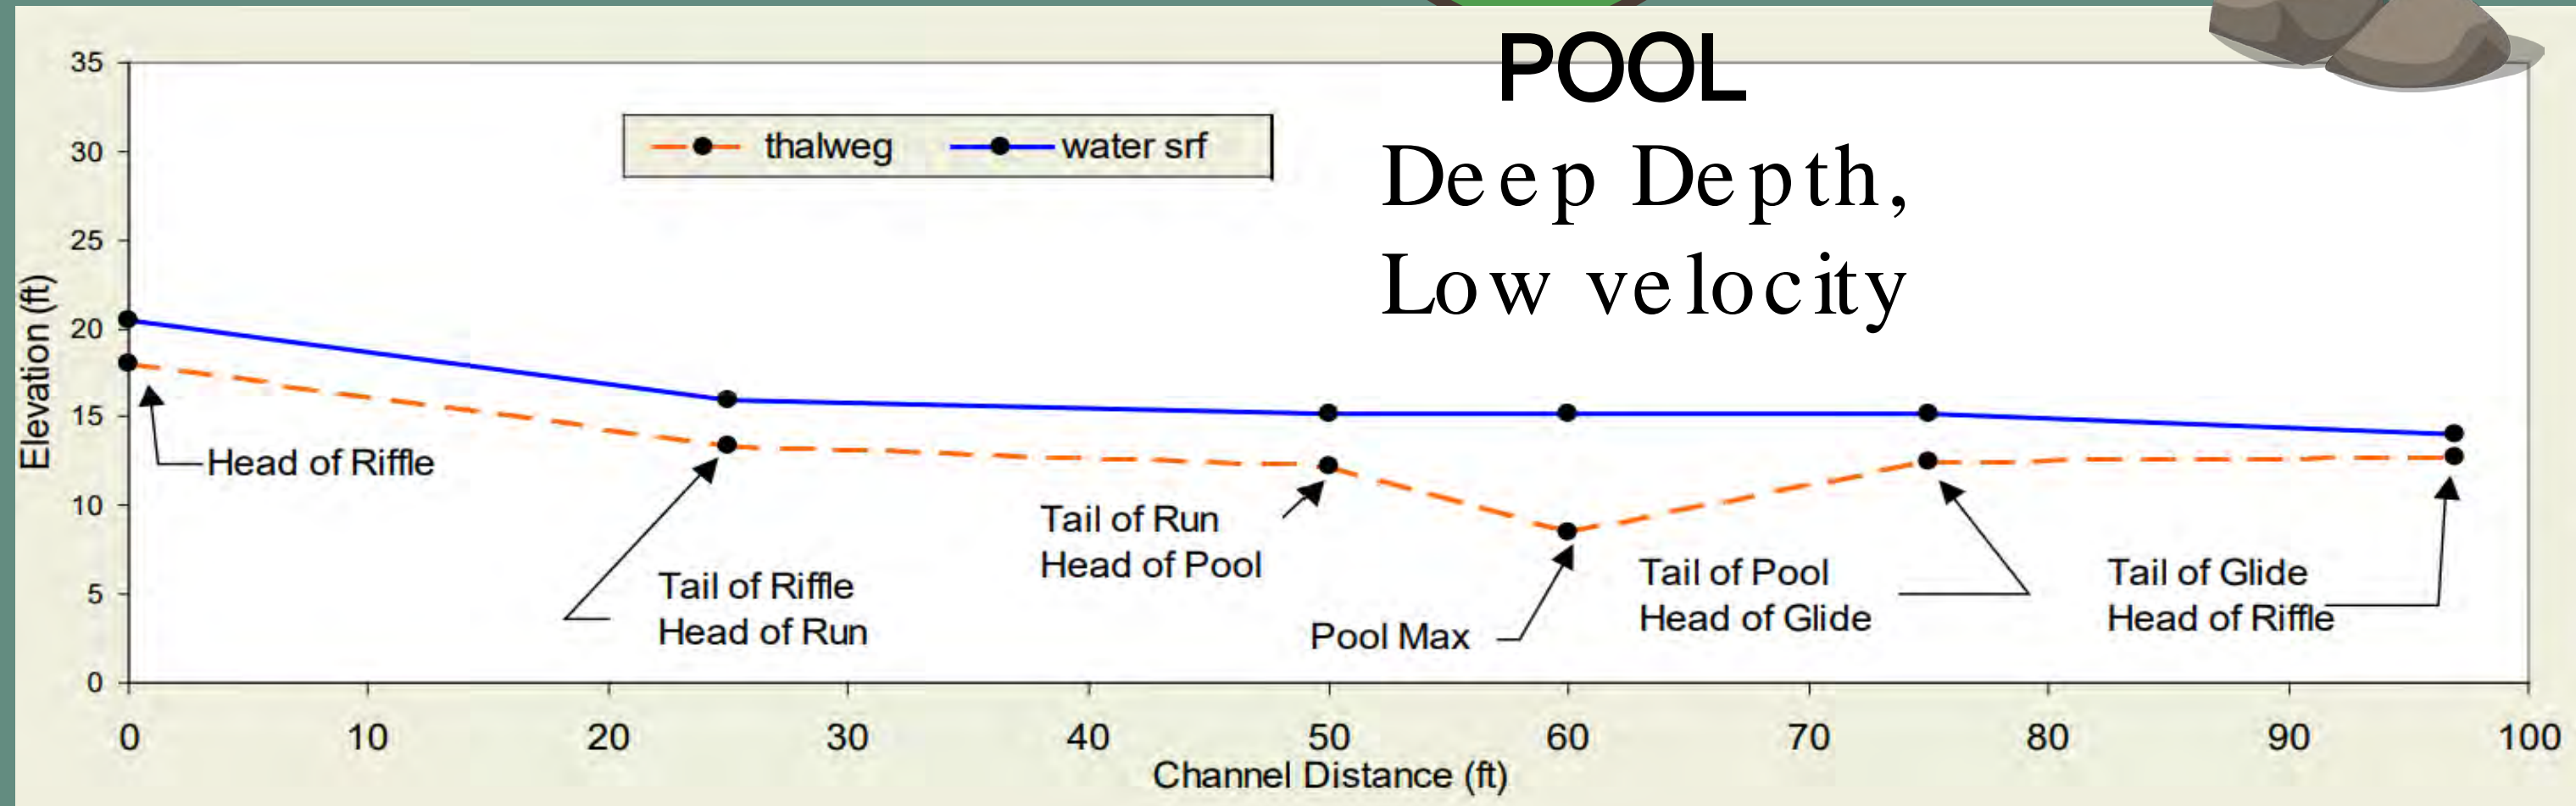 POOL
Deep Depth,
Low velocity
thalweg
water srf
35
30
25
20
15
10
5
0
Elevation (ft)
Head of Riffle
Tail of Riffle
Head of Run
Tail of Run
Head of Pool
Pool Max
Tail of Pool
Head of Glide
Tail of Glide
Head of Riffle
0 10 20 30 40 50 60 70 80 90 100
Channel Distance (ft)